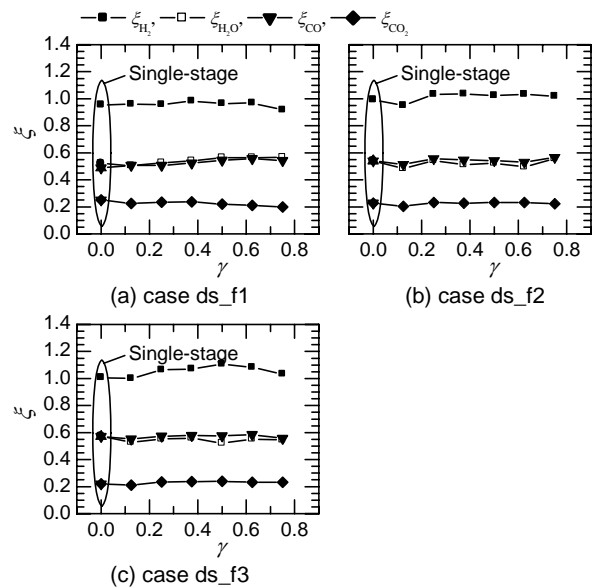 ξH₂, ξH₂O, ξCO, ξCO₂
1.4 1.2 1.0 0.8 0.6 0.4 0.2 0.0
ξ
Single-stage
0.0 0.2 0.4 0.6 0.8
γ
(a) case ds_f1
Single-stage
0.0 0.2 0.4 0.6 0.8
γ
(b) case ds_f2
1.4 1.2 1.0 0.8 0.6 0.4 0.2 0.0
ξ
Single-stage
0.0 0.2 0.4 0.6 0.8
γ
(c) case ds_f3